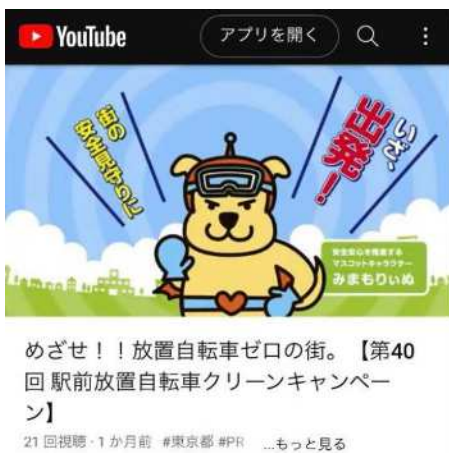 YouTube
アプリを開く
街の
安全見守りに
いざ、
出発！
安全安心を推進する
マスコットキャラクター
みまもりぃぬ
めざせ！！放置自転車ゼロの街。【第40
回 駅前放置自転車クリーンキャンペー
ン】
21 回視聴・1 か月前 #東京都 #PR ...もっと見る